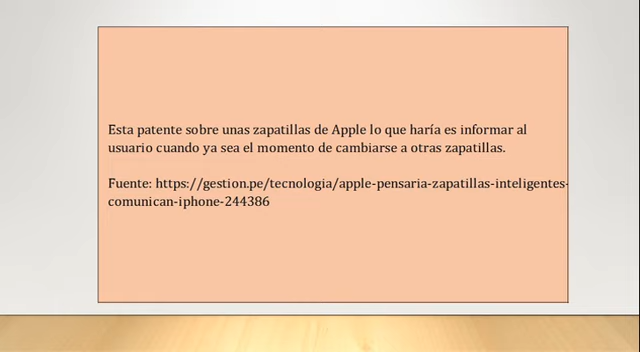 Esta patente sobre unas zapatillas de Apple lo que haría es informar al
usuario cuando ya sea el momento de cambiarse a otras zapatillas.
Fuente: https://gestion.pe/tecnologia/apple-pensaria-zapatillas-inteligentes-
comunican-iphone-244386